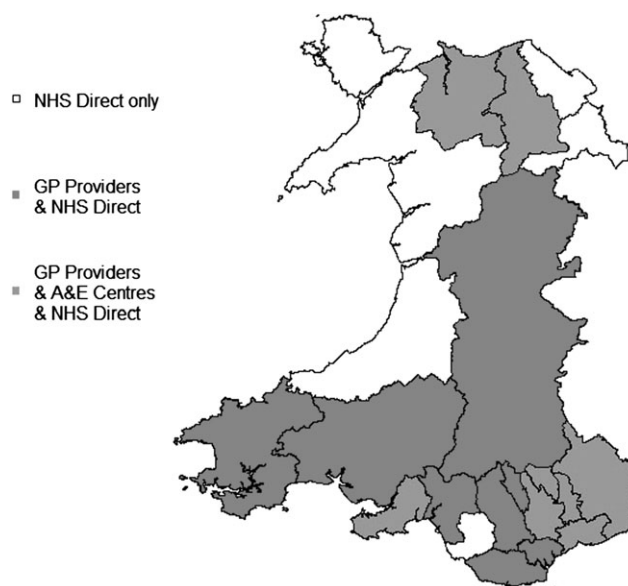 NHS Direct only
GP Providers
& NHS Direct
GP Providers
& A&E Centres
& NHS Direct